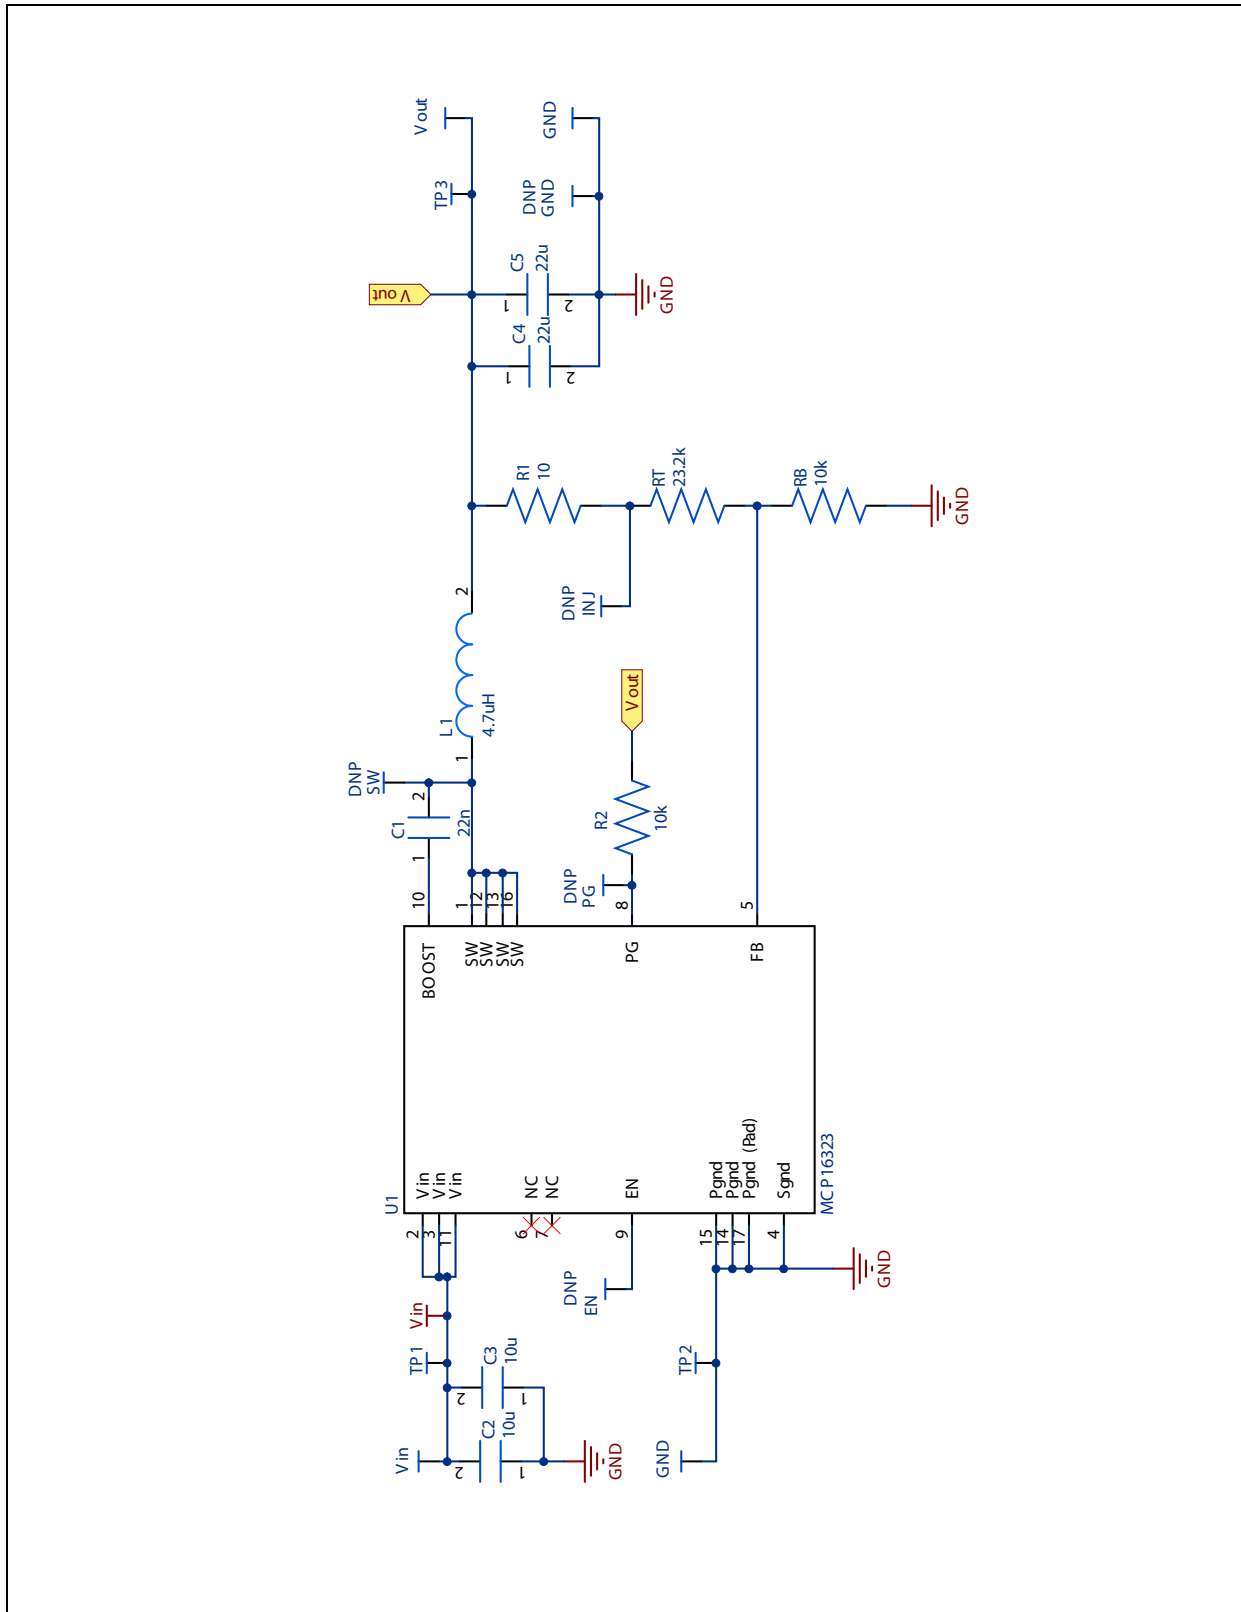 Vin
C2
10u
2
1
GND
C3
10u
2
1
TP1
Vin
GND
TP2
DNP
EN
GND
U1
2
3
11
6
7
9
15
14
17
4
Vin
Vin
Vin
NC
NC
EN
Pgnd
Pgnd
Pgnd (Pad)
Sgnd
MCP16323
BOOST
SW
SW
SW
SW
PG
FB
10
1
12
13
16
8
5
C1
22n
1
2
DNP
SW
DNP
PG
R2
10k
Vout
L1
4.7uH
1
2
DNP
INJ
R1
10
RT
23.2k
RB
10k
GND
C4
22u
1
2
C5
22u
1
2
GND
Vout
TP3
DNP
GND
Vout
GND